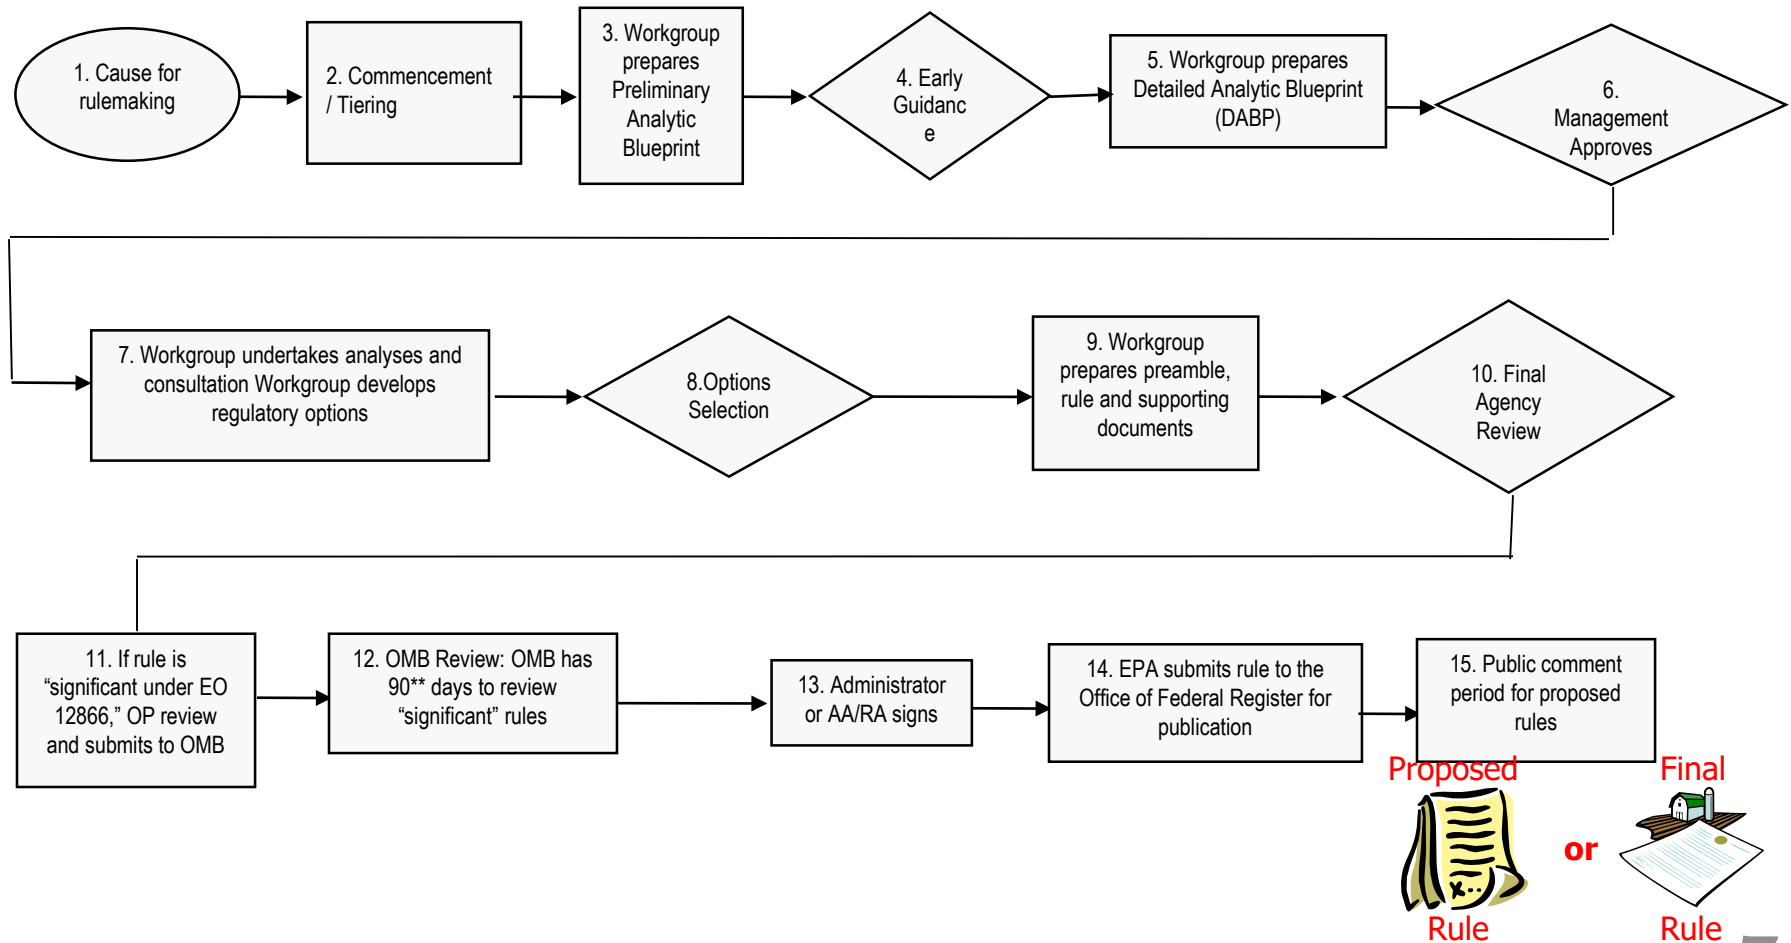 1. Cause for
rulemaking
2. Commencement
/ Tiering
3. Workgroup
prepares
Preliminary
Analytic
Blueprint
4. Early
Guidanc
e
5. Workgroup prepares
Detailed Analytic Blueprint
(DABP)
6.
Management
Approves
7. Workgroup undertakes analyses and
consultation Workgroup develops
regulatory options
8.Options
Selection
9. Workgroup
prepares preamble,
rule and supporting
documents
10. Final
Agency
Review
11. If rule is
“significant under EO
12866,” OP review
and submits to OMB
12. OMB Review: OMB has
90** days to review
“significant” rules
13. Administrator
or AA/RA signs
14. EPA submits rule to the
Office of Federal Register for
publication
15. Public comment
period for proposed
rules
Proposed
Rule
or
Final
Rule